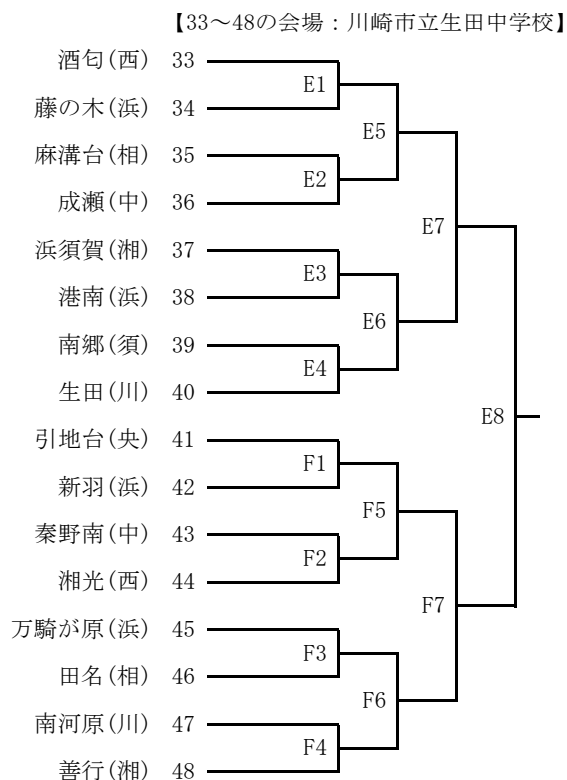 【33～48の会場：川崎市立生田中学校】
酒匂(西) 33
E1
藤の木(浜) 34
E5
麻溝台(相) 35
E2
成瀬(中) 36
E7
浜須賀(湘) 37
E3
港南(浜) 38
E6
南郷(須) 39
E4
生田(川) 40
E8
引地台(央) 41
F1
新羽(浜) 42
F5
秦野南(中) 43
F2
湘光(西) 44
F7
万騎が原(浜) 45
F3
田名(相) 46
F6
南河原(川) 47
F4
善行(湘) 48